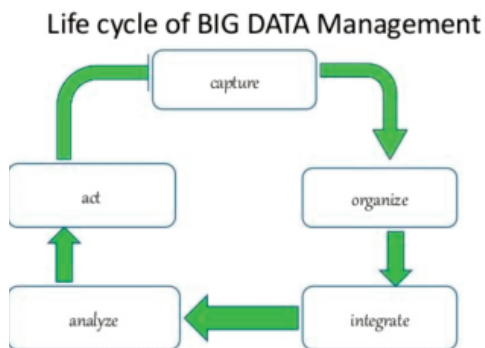 Life cycle of BIG DATA Management
capture
organize
integrate
analyze
act